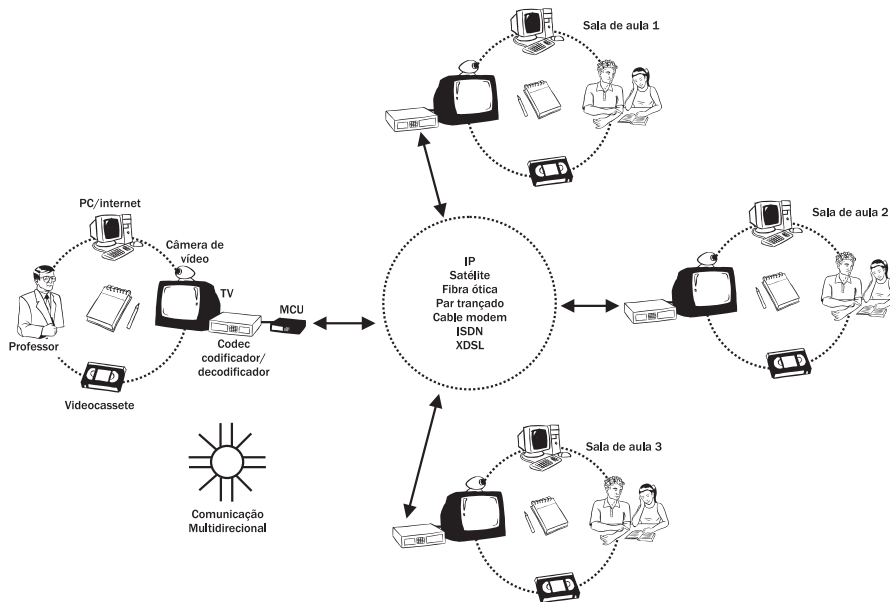 Sala de aula 1
PC/internet
Câmera de
vídeo
TV
MCU
Codec
codificador/
decodificador
Professor
Videocassete
IP
Satélite
Fibra ótica
Par trançado
Cable modem
ISDN
XDSL
Sala de aula 2
Comunicação
Multidirecional
Sala de aula 3